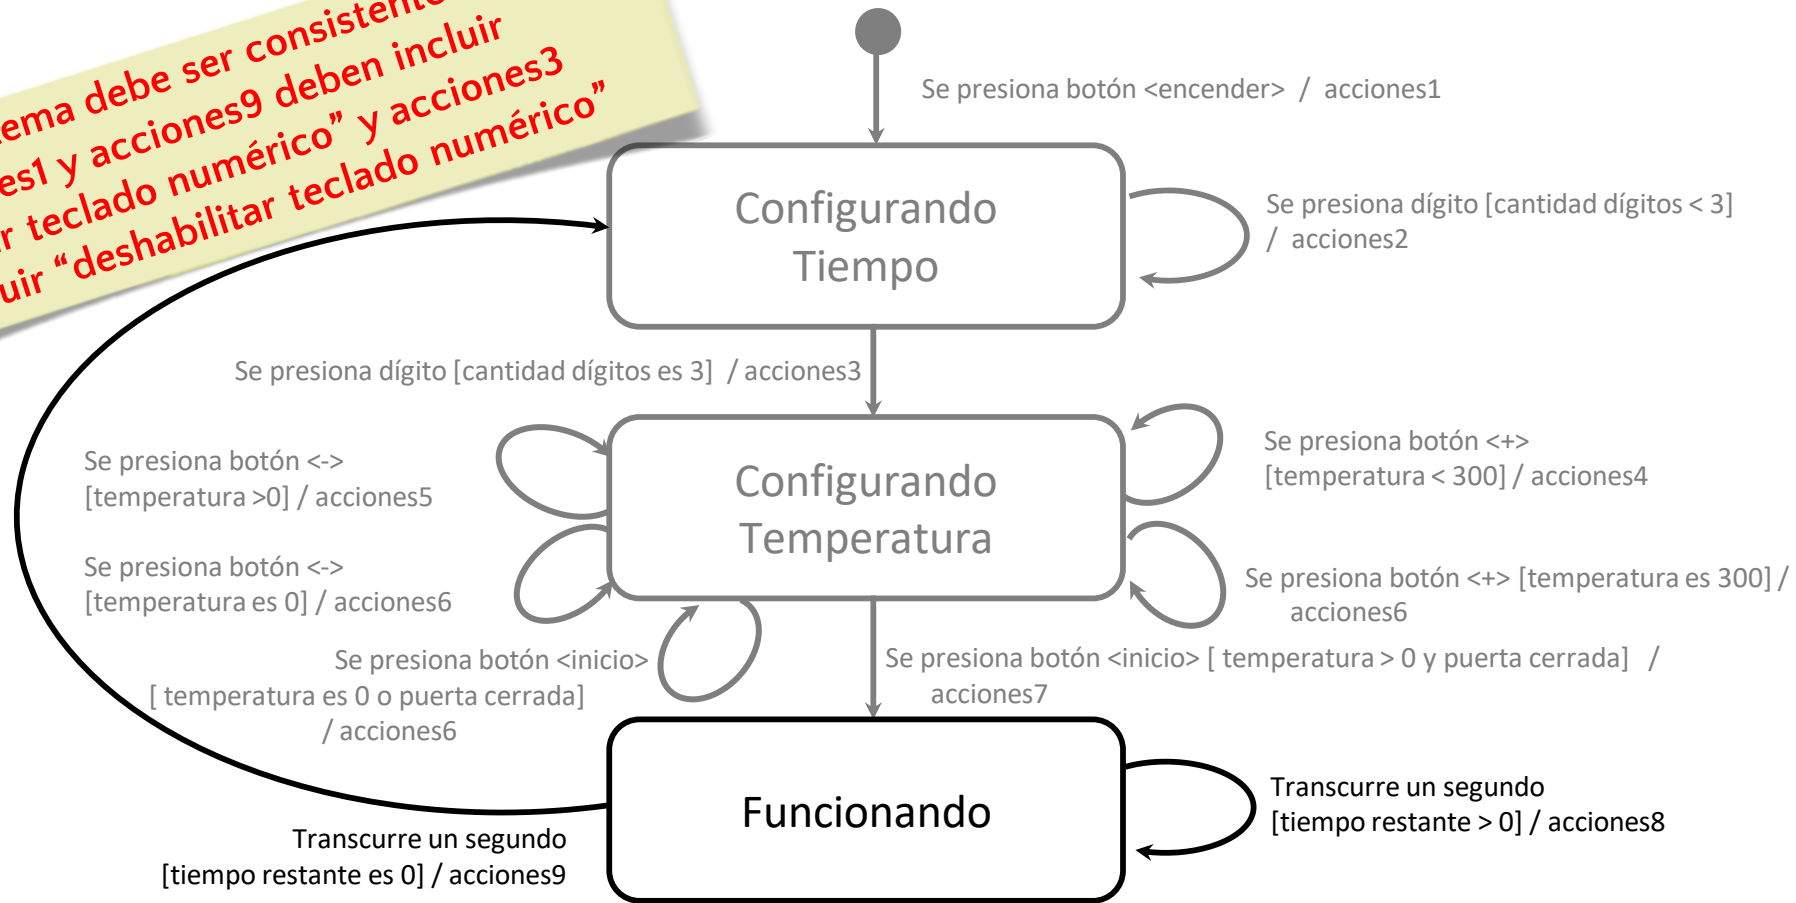 ema debe ser consistente
es1 y acciones9 deben incluir
r teclado numérico” y acciones3
uir “deshabilitar teclado numérico”
Se presiona botón <encender> / acciones1
Configurando
Tiempo
Se presiona dígito [cantidad dígitos < 3]
/ acciones2
Se presiona dígito [cantidad dígitos es 3] / acciones3
Se presiona botón <->
[temperatura >0] / acciones5
Configurando
Temperatura
Se presiona botón <+>
[temperatura < 300] / acciones4
Se presiona botón <->
[temperatura es 0] / acciones6
Se presiona botón <+> [temperatura es 300] /
acciones6
Se presiona botón <inicio>
[ temperatura es 0 o puerta cerrada]
/ acciones6
Se presiona botón <inicio> [ temperatura > 0 y puerta cerrada] /
acciones7
Funcionando
Transcurre un segundo
[tiempo restante > 0] / acciones8
Transcurre un segundo
[tiempo restante es 0] / acciones9